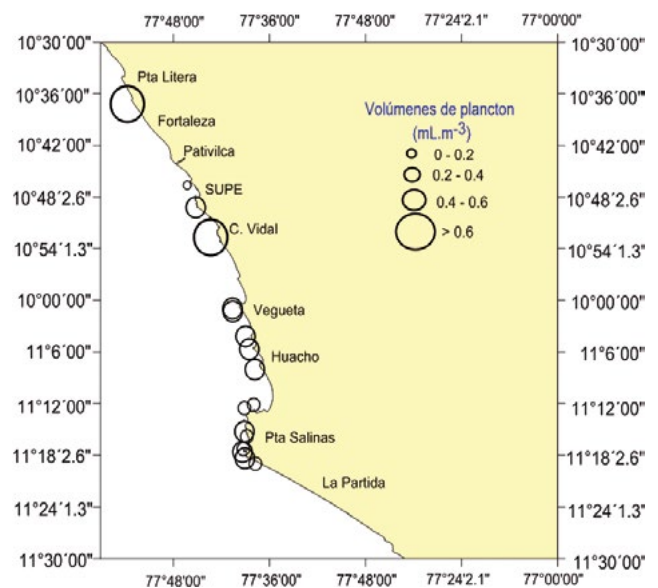 77°48'00" 77°36'00" 77°48'00" 77°24'2.1" 77°00'00"
10°30'00" 10°30'00"
Pta Litera
10°36'00" 10°36'00"
Volúmenes de plancton
Fortaleza
(mL.m-3)
10°42'00" 10°42'00"
Pativilca
0 - 0.2
SUPE
0.2 - 0.4
10°48'2.6" 10°48'2.6"
0.4 - 0.6
C. Vidal
> 0.6
10°54'1.3" 10°54'1.3"
10°00'00" 10°00'00"
Vegueta
11°6'00" 11°6'00"
Huacho
11°12'00" 11°12'00"
Pta Salinas
11°18'2.6" 11°18'2.6"
La Partida
11°24'1.3" 11°24'1.3"
11°30'00" 11°30'00"
77°48'00" 77°36'00" 77°48'00" 77°24'2.1" 77°00'00"